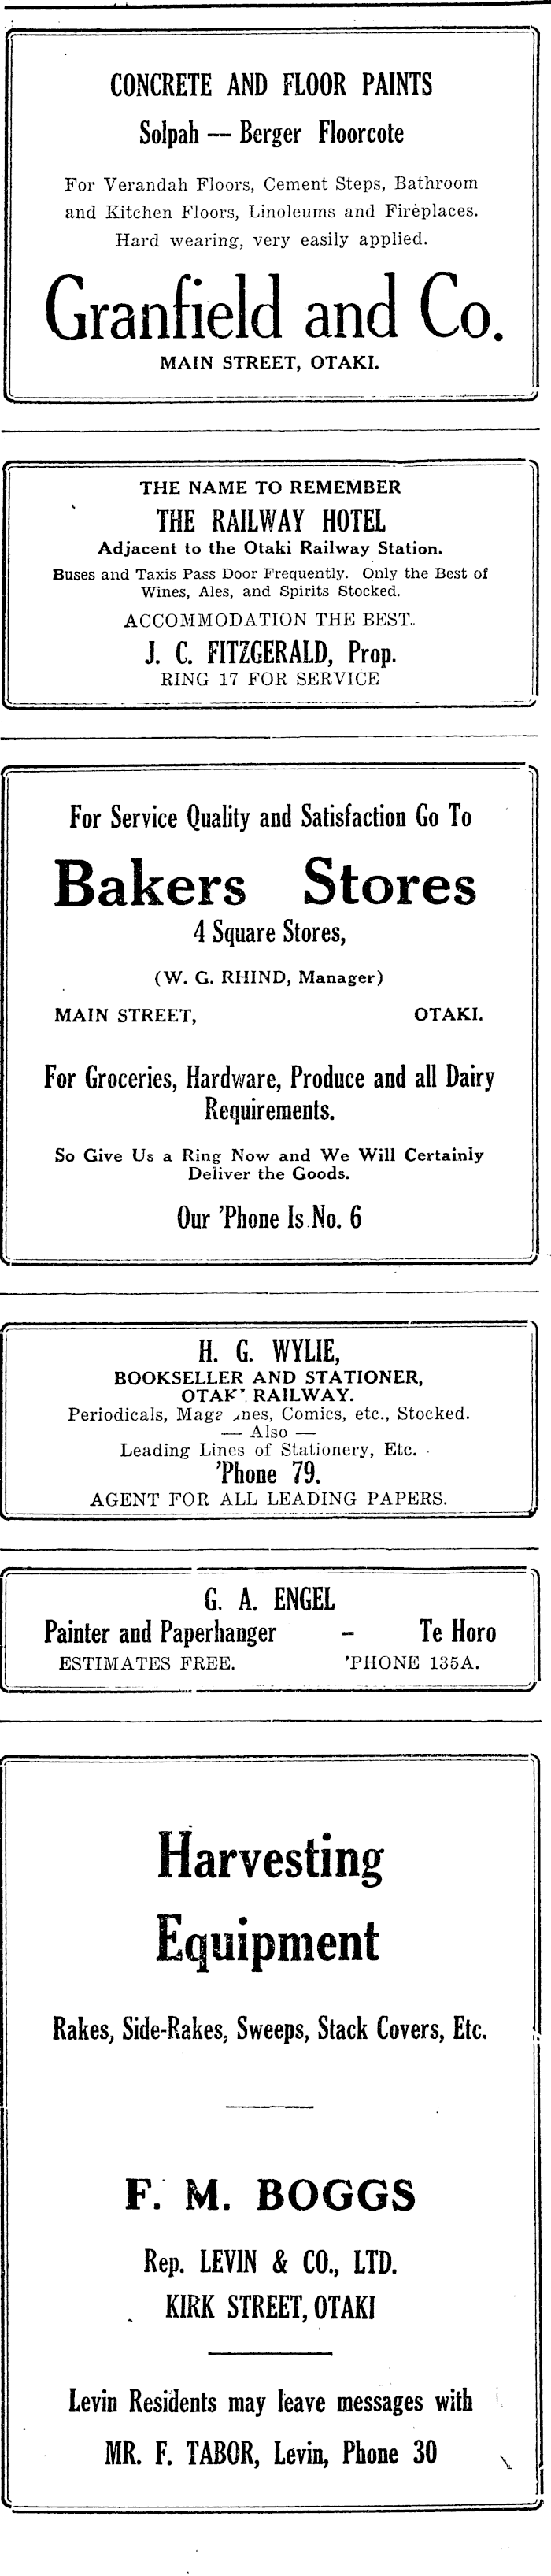 CONCRETE AND FLOOR PAINTS
Solpah — Berger Floorcote
For Verandah Floors, Cement Steps, Bathroom
and Kitchen Floors, Linoleums and Fireplaces.
Hard wearing, very easily applied.
Granfield and Co.
MAIN STREET, OTAKI.
THE NAME TO REMEMBER
THE RAILWAY HOTEL
Adjacent to the Otaki Railway Station.
Buses and Taxis Pass Door Frequently. Only the Best of
Wines, Ales, and Spirits Stocked.
ACCOMMODATION THE BEST.
J. C. FITZGERALD, Prop.
RING 17 FOR SERVICE
For Service Quality and Satisfaction Go To
Bakers Stores
4 Square Stores,
(W. G. RHIND, Manager)
MAIN STREET, OTAKI.
For Groceries, Hardware, Produce and all Dairy
Requirements.
So Give Us a Ring Now and We Will Certainly
Deliver the Goods.
Our 'Phone Is No. 6
H. G. WYLIE,
BOOKSELLER AND STATIONER,
OTAKI RAILWAY.
Periodicals, Magazines, Comics, etc., Stocked.
— Also —
Leading Lines of Stationery, Etc.
'Phone 79.
AGENT FOR ALL LEADING PAPERS.
G. A. ENGEL
Painter and Paperhanger - Te Horo
ESTIMATES FREE. 'PHONE 135A.
Harvesting
Equipment
Rakes, Side-Rakes, Sweeps, Stack Covers, Etc.
F. M. BOGGS
Rep. LEVIN & CO., LTD.
KIRK STREET, OTAKI
Levin Residents may leave messages with
MR. F. TABOR, Levin, Phone 30